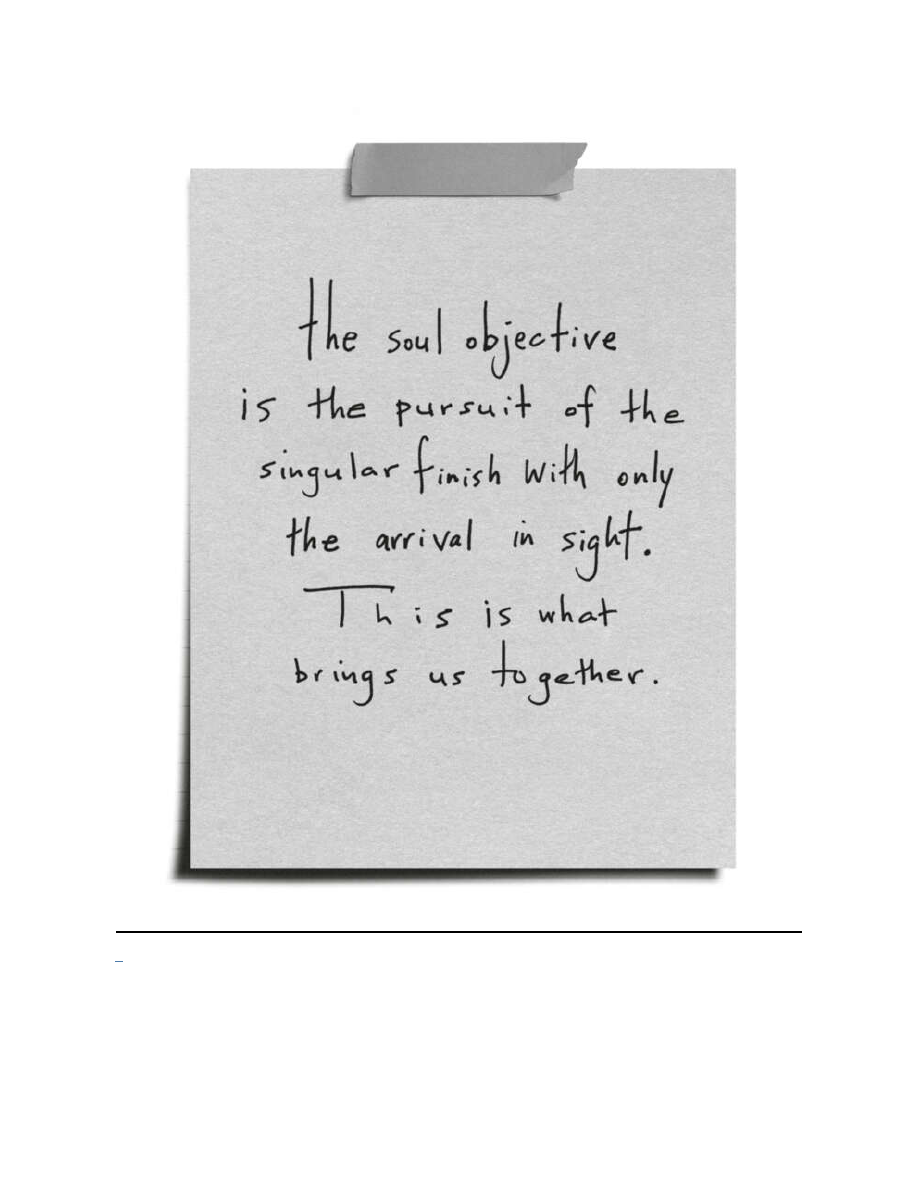 the soul objective
is the pursuit of the
singular finish with only
the arrival in sight.
This is what
brings us together.